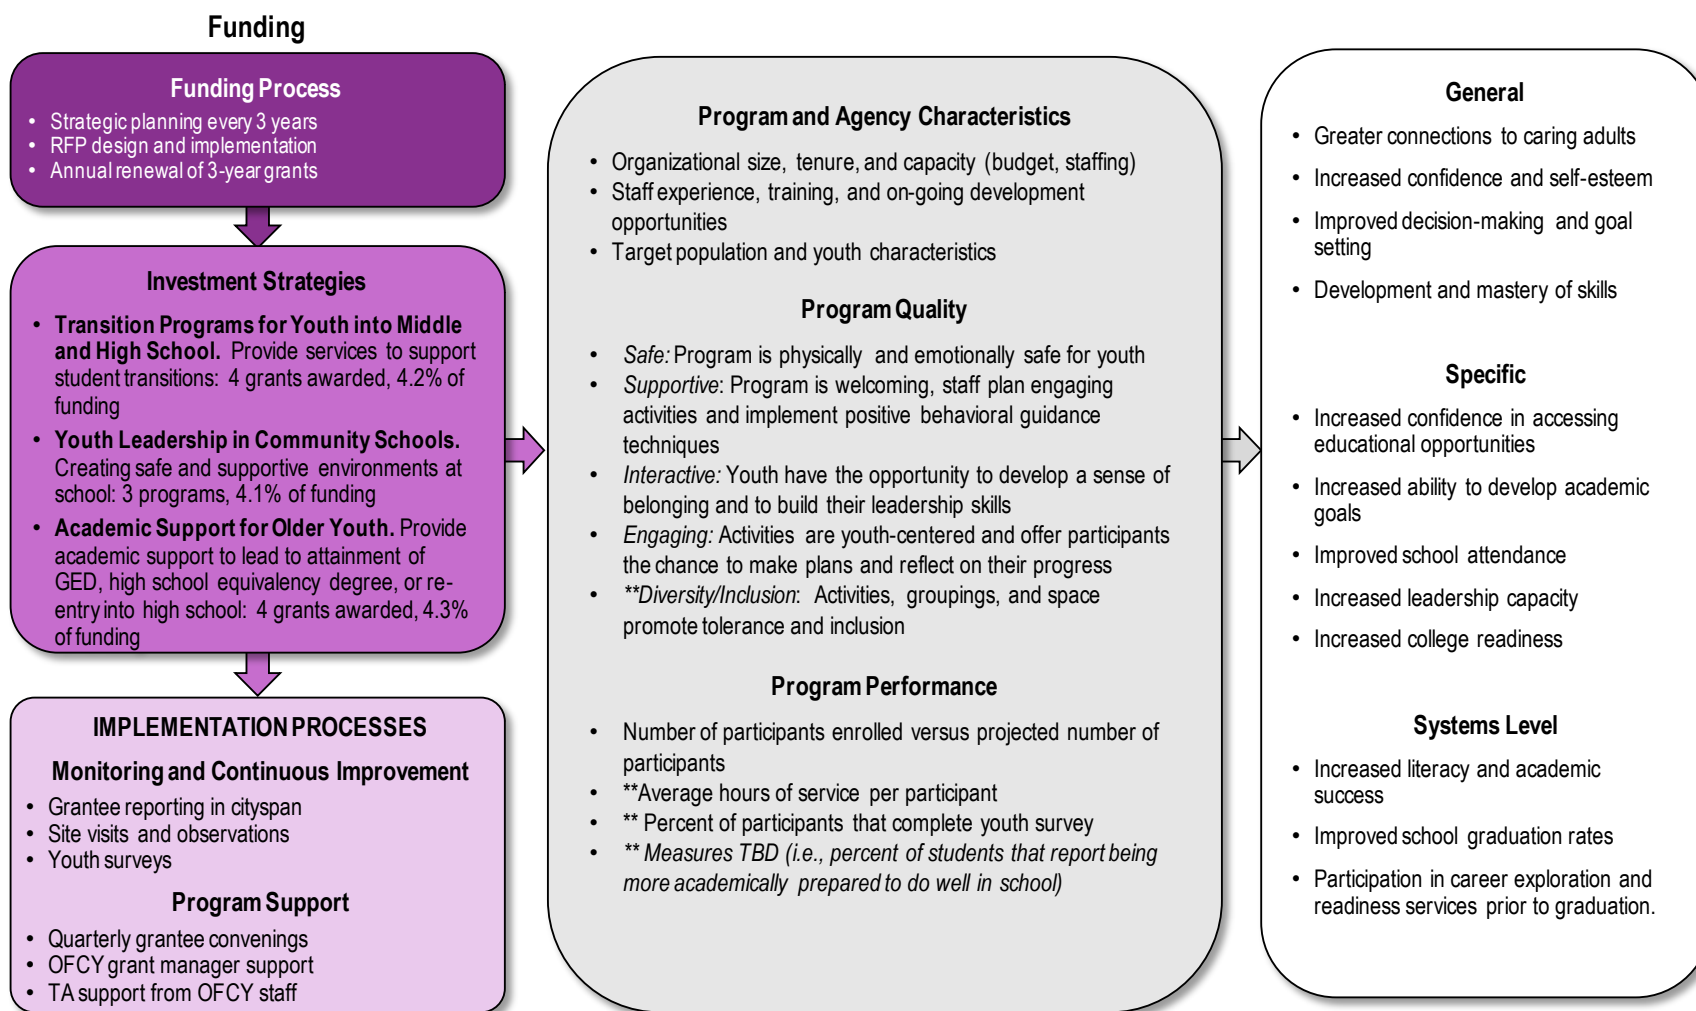 Funding
Funding Process
• Strategic planning every 3 years
• RFP design and implementation
• Annual renewal of 3-year grants
Investment Strategies
• Transition Programs for Youth into Middle
and High School. Provide services to support
student transitions: 4 grants awarded, 4.2% of
funding
• Youth Leadership in Community Schools.
Creating safe and supportive environments at
school: 3 programs, 4.1% of funding
• Academic Support for Older Youth. Provide
academic support to lead to attainment of
GED, high school equivalency degree, or re-
entry into high school: 4 grants awarded, 4.3%
of funding
IMPLEMENTATION PROCESSES
Monitoring and Continuous Improvement
• Grantee reporting in cityspan
• Site visits and observations
• Youth surveys
Program Support
• Quarterly grantee convenings
• OFCY grant manager support
• TA support from OFCY staff
Program and Agency Characteristics
• Organizational size, tenure, and capacity (budget, staffing)
• Staff experience, training, and on-going development
opportunities
• Target population and youth characteristics
Program Quality
• Safe: Program is physically and emotionally safe for youth
• Supportive: Program is welcoming, staff plan engaging
activities and implement positive behavioral guidance
techniques
• Interactive: Youth have the opportunity to develop a sense of
belonging and to build their leadership skills
• Engaging: Activities are youth-centered and offer participants
the chance to make plans and reflect on their progress
• **Diversity/Inclusion: Activities, groupings, and space
promote tolerance and inclusion
Program Performance
• Number of participants enrolled versus projected number of
participants
• **Average hours of service per participant
• ** Percent of participants that complete youth survey
• ** Measures TBD (i.e., percent of students that report being
more academically prepared to do well in school)
General
• Greater connections to caring adults
• Increased confidence and self-esteem
• Improved decision-making and goal
setting
• Development and mastery of skills
Specific
• Increased confidence in accessing
educational opportunities
• Increased ability to develop academic
goals
• Improved school attendance
• Increased leadership capacity
• Increased college readiness
Systems Level
• Increased literacy and academic
success
• Improved school graduation rates
• Participation in career exploration and
readiness services prior to graduation.